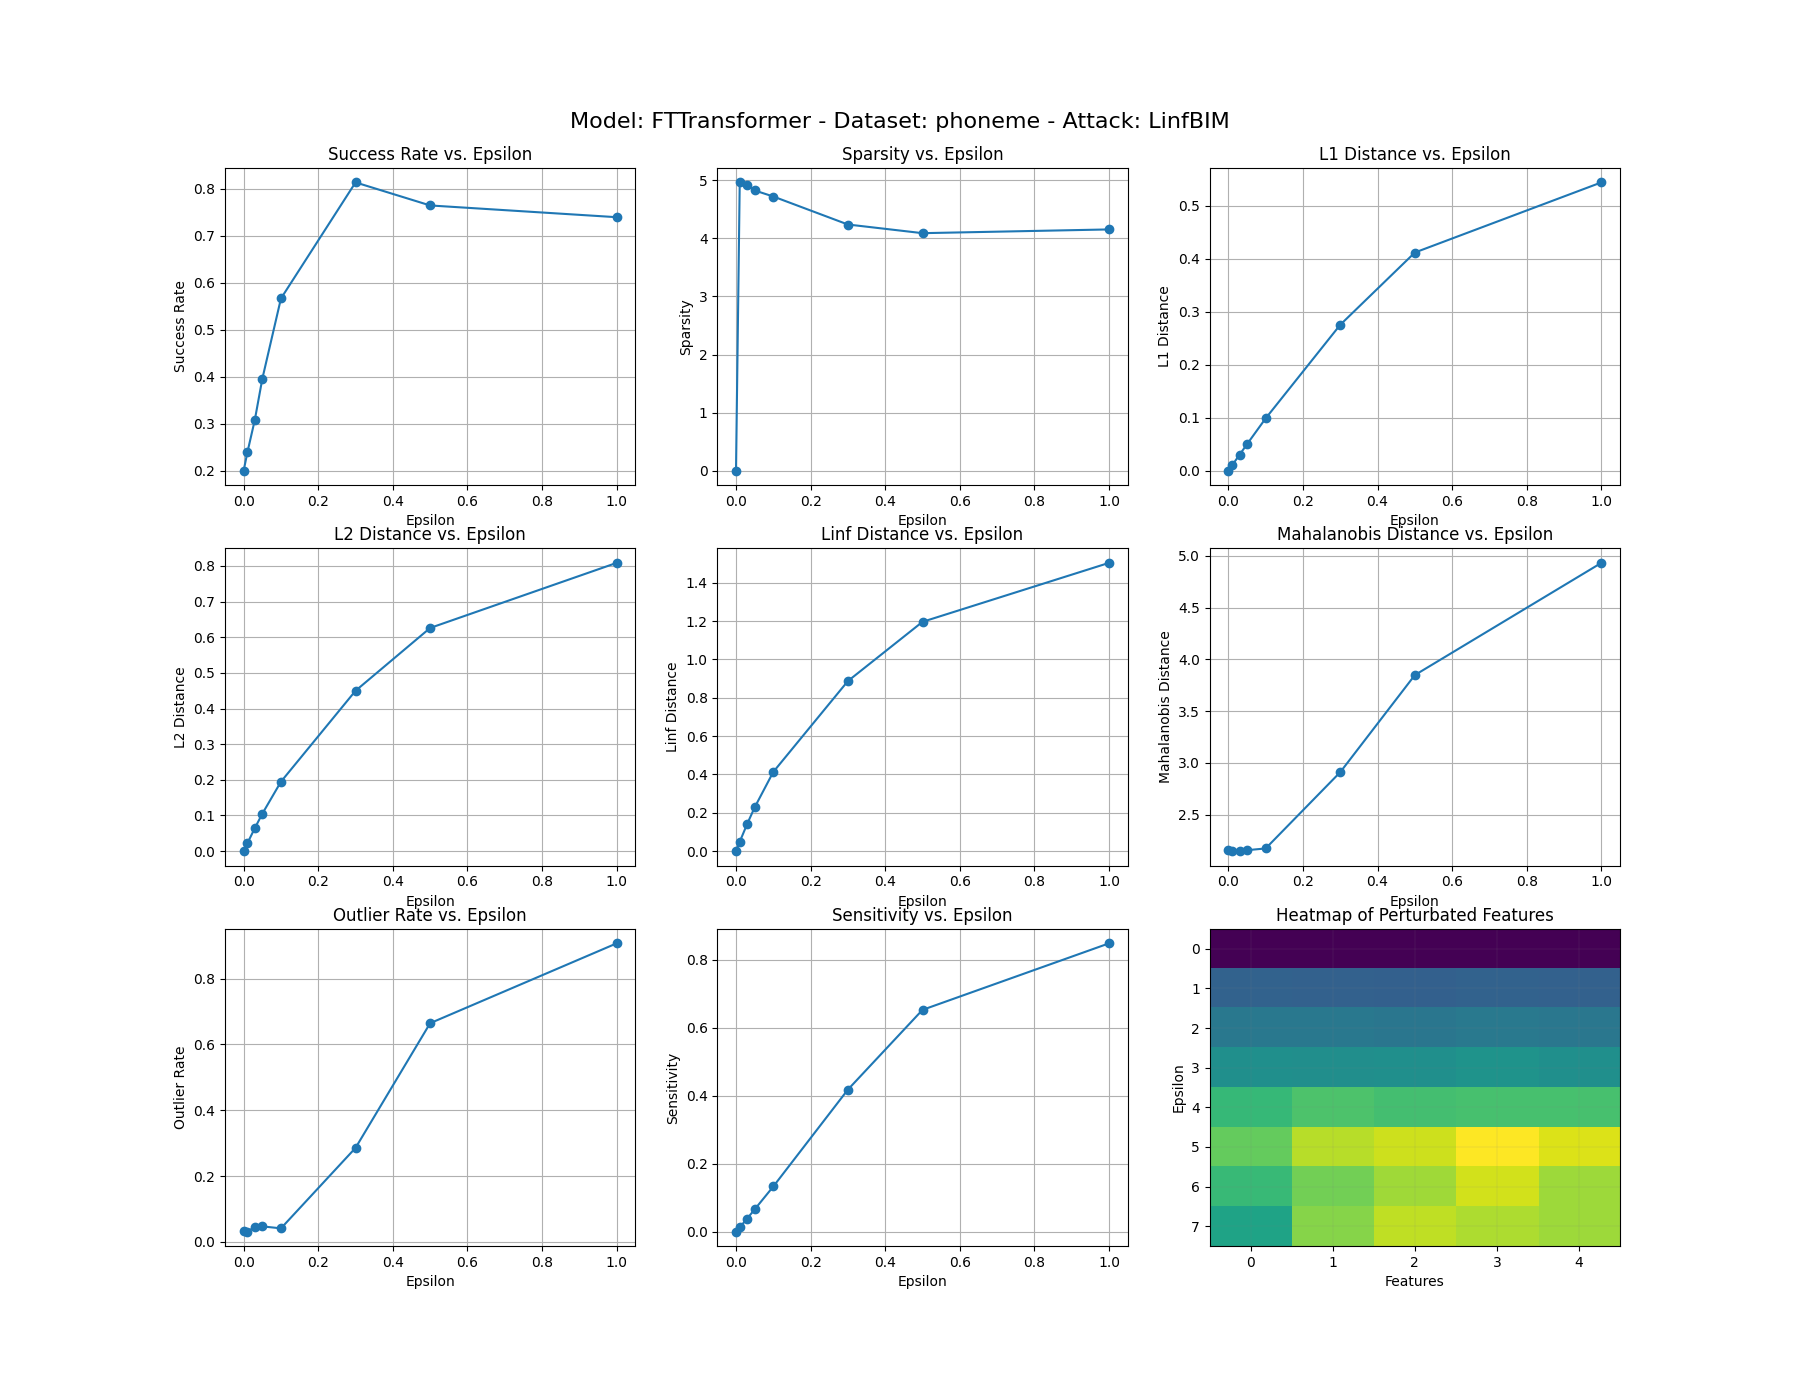 Model: FTTransformer - Dataset: phoneme - Attack: LinfBIM
Success Rate vs. Epsilon
Success Rate
0.8
0.7
0.6
0.5
0.4
0.3
0.2
0.0 0.2 0.4 0.6 0.8 1.0
Epsilon
Sparsity vs. Epsilon
Sparsity
5
4
3
2
1
0
0.0 0.2 0.4 0.6 0.8 1.0
Epsilon
L1 Distance vs. Epsilon
L1 Distance
0.5
0.4
0.3
0.2
0.1
0.0
0.0 0.2 0.4 0.6 0.8 1.0
Epsilon
L2 Distance vs. Epsilon
L2 Distance
0.8
0.7
0.6
0.5
0.4
0.3
0.2
0.1
0.0
0.0 0.2 0.4 0.6 0.8 1.0
Epsilon
Linf Distance vs. Epsilon
Linf Distance
1.4
1.2
1.0
0.8
0.6
0.4
0.2
0.0
0.0 0.2 0.4 0.6 0.8 1.0
Epsilon
Mahalanobis Distance vs. Epsilon
Mahalanobis Distance
5.0
4.5
4.0
3.5
3.0
2.5
0.0 0.2 0.4 0.6 0.8 1.0
Epsilon
Outlier Rate vs. Epsilon
Outlier Rate
0.8
0.6
0.4
0.2
0.0
0.0 0.2 0.4 0.6 0.8 1.0
Epsilon
Sensitivity vs. Epsilon
Sensitivity
0.8
0.6
0.4
0.2
0.0
0.0 0.2 0.4 0.6 0.8 1.0
Epsilon
Heatmap of Perturbated Features
Epsilon
0
1
2
3
4
5
6
7
0 1 2 3 4
Features